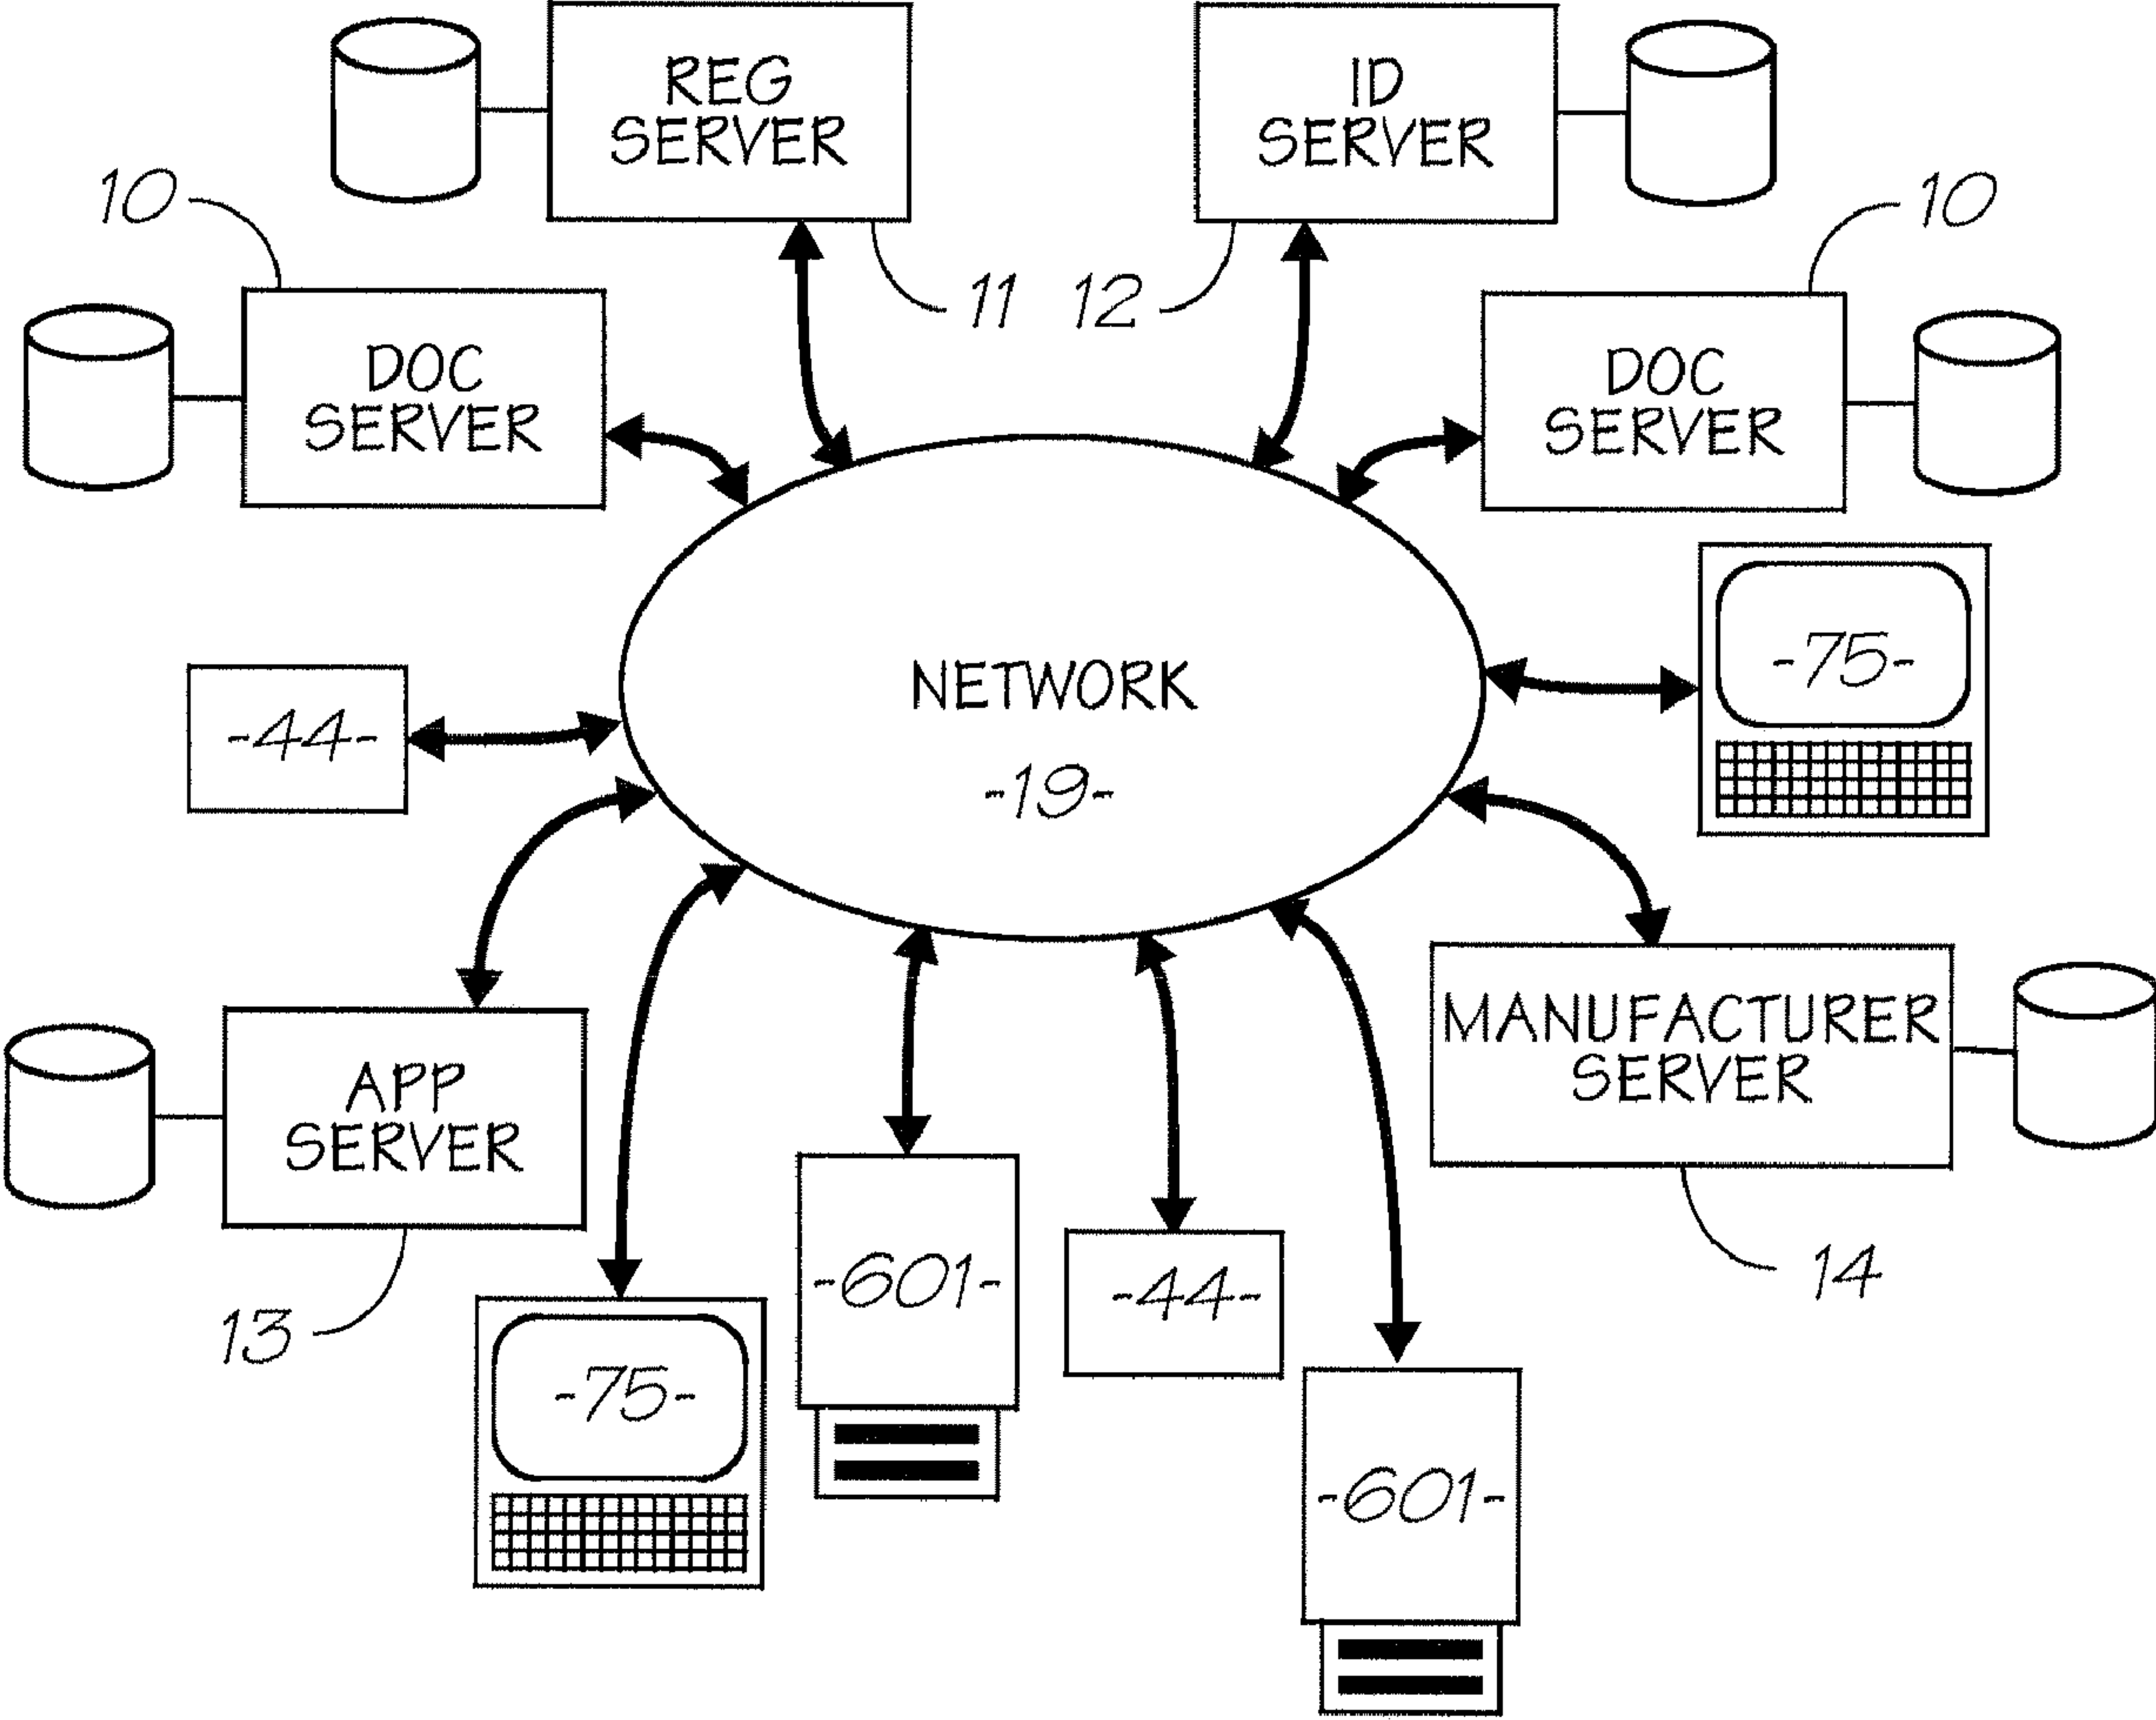 REG
SERVER
ID
SERVER
10
10
11
12
DOC
SERVER
DOC
SERVER
-75-
NETWORK
-19-
-44-
MANUFACTURER
SERVER
APP
SERVER
-601-
-44-
14
13
-75-
-601-